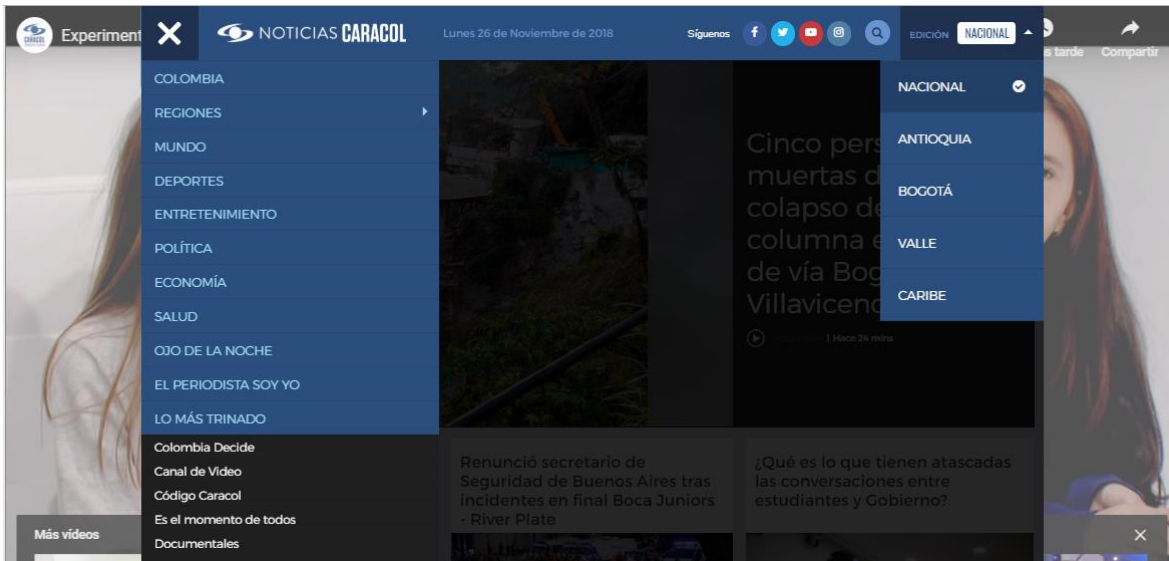 Experiment
NOTICIAS CARACOL
Lunes 26 de Noviembre de 2018
Síguenos
EDICIÓN NACIONAL
s tarde
Compartir
COLOMBIA
REGIONES
MUNDO
DEPORTES
ENTRETENIMIENTO
POLÍTICA
ECONOMÍA
SALUD
OJO DE LA NOCHE
EL PERIODISTA SOY YO
LO MÁS TRINADO
Colombia Decide
Canal de Video
Código Caracol
Es el momento de todos
Documentales
NACIONAL
ANTIOQUIA
BOGOTÁ
VALLE
CARIBE
Cinco pers
muertas d
colapso de
columna e
de vía Bog
Villavicenc
| Hace 24 mins
Renunció secretario de
Seguridad de Buenos Aires tras
incidentes en final Boca Juniors
- River Plate
¿Qué es lo que tienen atascadas
las conversaciones entre
estudiantes y Gobierno?
Más vídeos